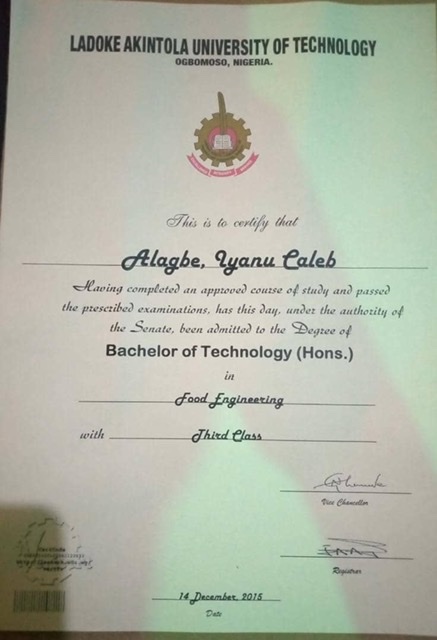 LADOKE AKINTOLA UNIVERSITY OF TECHNOLOGY
OGBOMOSO, NIGERIA.
This is to certify that
Alagbe, Iyanu Caleb
Having completed an approved course of study and passed
the prescribed examinations, has this day, under the authority of
the Senate, been admitted to the Degree of
Bachelor of Technology (Hons.)
in
Food Engineering
with Third Class
Vice Chancellor
Registrar
14 December, 2015
Date